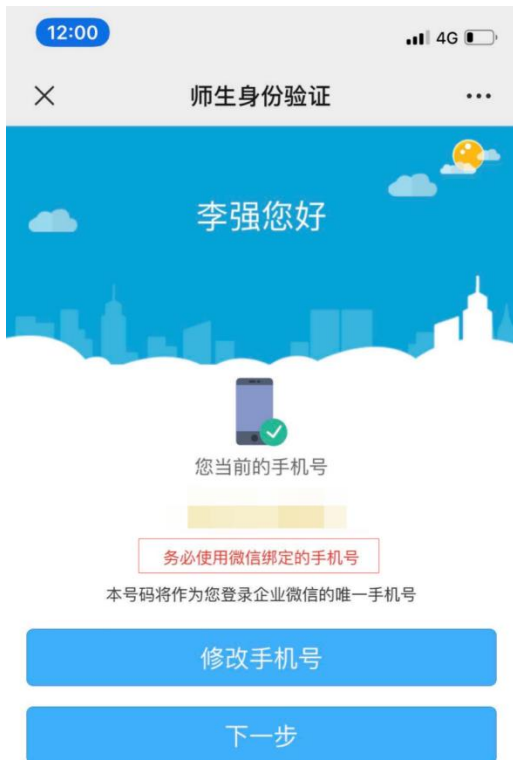 12:00
4G
师生身份验证
李强您好
您当前的手机号
务必使用微信绑定的手机号
本号码将作为您登录企业微信的唯一手机号
修改手机号
下一步